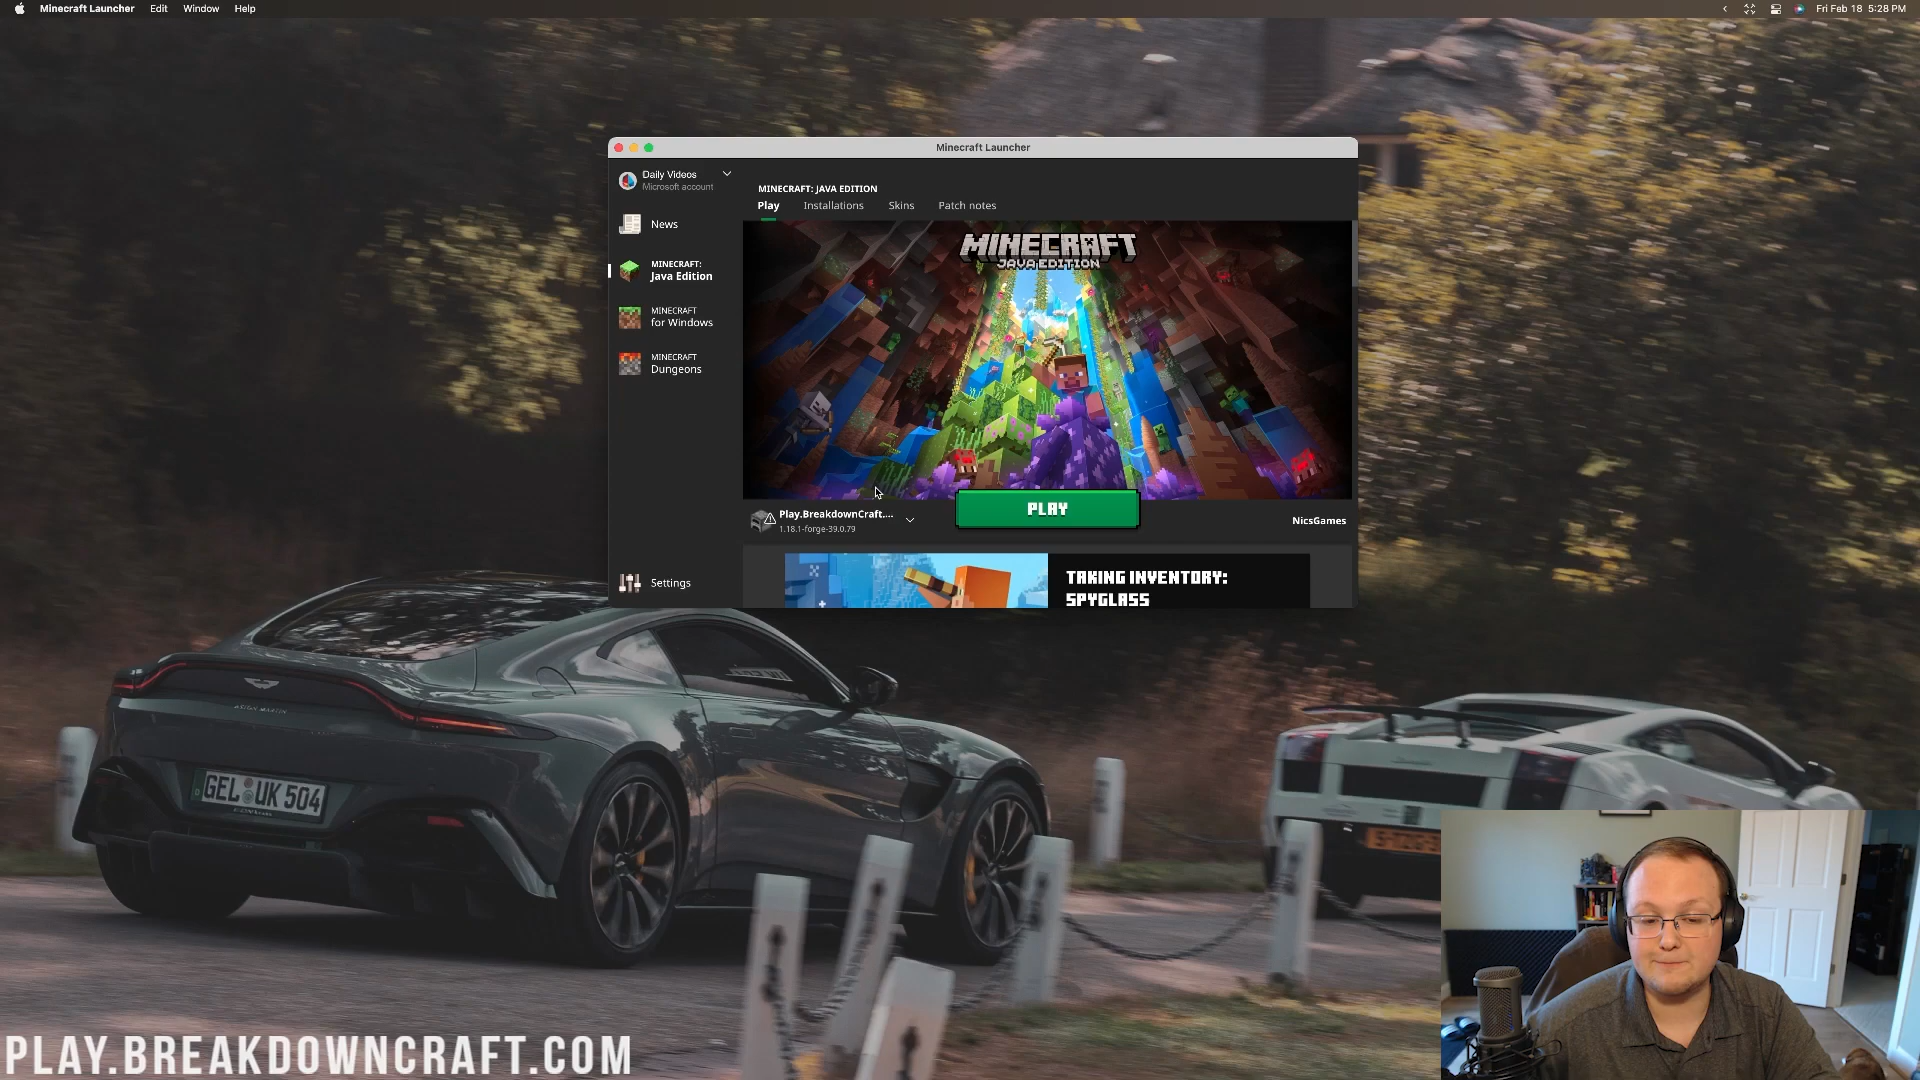 Minecraft Launcher Edit Window Help
Fri Feb 18 5:28 PM
Minecraft Launcher
Daily Videos
Microsoft account
News
MINECRAFT:
Java Edition
MINECRAFT
for Windows
MINECRAFT
Dungeons
Settings
MINECRAFT: JAVA EDITION
Play Installations Skins Patch notes
MINECRAFT
JAVA EDITION
Play.BreakdownCraft....
1.18.1-forge-39.0.79
PLAY
NicsGames
TAKING INVENTORY:
SPYGLASS
ASTON MARTIN
GEL UK 504
PLAY.BREAKDOWNCRAFT.COM